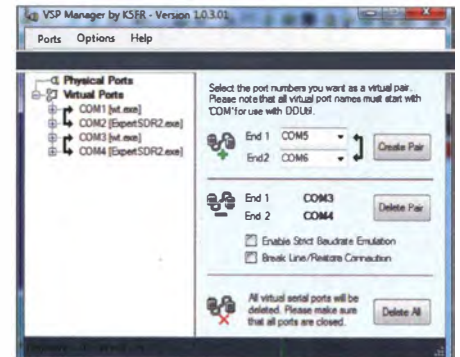 VSP Manager by K5FR - Version 1.0.3.01
Ports Options Help
Physical Ports
Virtual Ports
COM1 [wt.exe]
COM2 [ExpertSDR2.exe]
COM3 [wt.exe]
COM4 [ExpertSDR2.exe]
Select the port numbers you want as a virtual pair.
Please note that all virtual port names must start with
'COM' for use with DDUtil.
End 1 COM5
End2 COM6
Create Pair
End 1 COM3
End 2 COM4
Delete Pair
Enable Strict Baudrate Emulation
Break Line/Restore Connection
All virtual serial ports will be
deleted. Please make sure
that all ports are closed.
Delete All